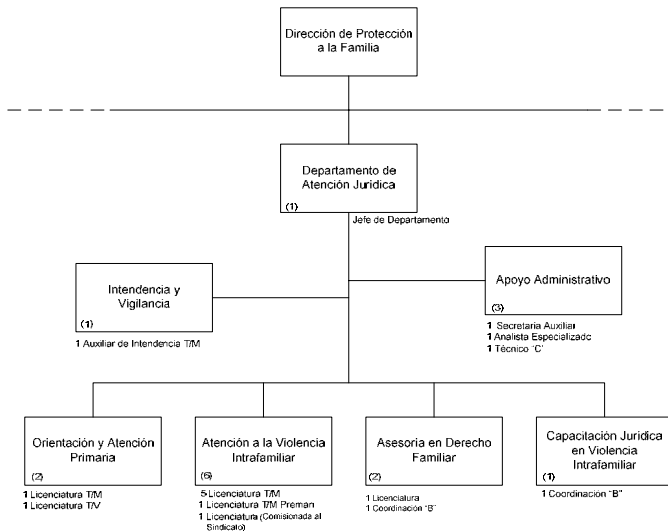 Dirección de Protección
a la Familia
Departamento de
Atención Jurídica
(1)
Jefe de Departamento
Intendencia y
Vigilancia
(1)
1 Auxiliar de Intendencia T/M
Apoyo Administrativo
(3)
1 Secretaria Auxiliar
1 Analista Especializado
1 Técnico "C"
Orientación y Atención
Primaria
(2)
1 Licenciatura T/M
1 Licenciatura T/V
Atención a la Violencia
Intrafamiliar
(6)
5 Licenciatura T/M
1 Licenciatura T/M Preman
1 Licenciatura (Comisionada al
Sindicato)
Asesoría en Derecho
Familiar
(2)
1 Licenciatura
1 Coordinación "B"
Capacitación Jurídica
en Violencia
Intrafamiliar
(1)
1 Coordinación "B"